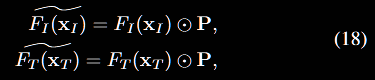 $\widetilde{F_I(\mathbf{x}_I)} = F_I(\mathbf{x}_I) \odot \mathbf{P},$
$\widetilde{F_T(\mathbf{x}_T)} = F_T(\mathbf{x}_T) \odot \mathbf{P},$
(18)